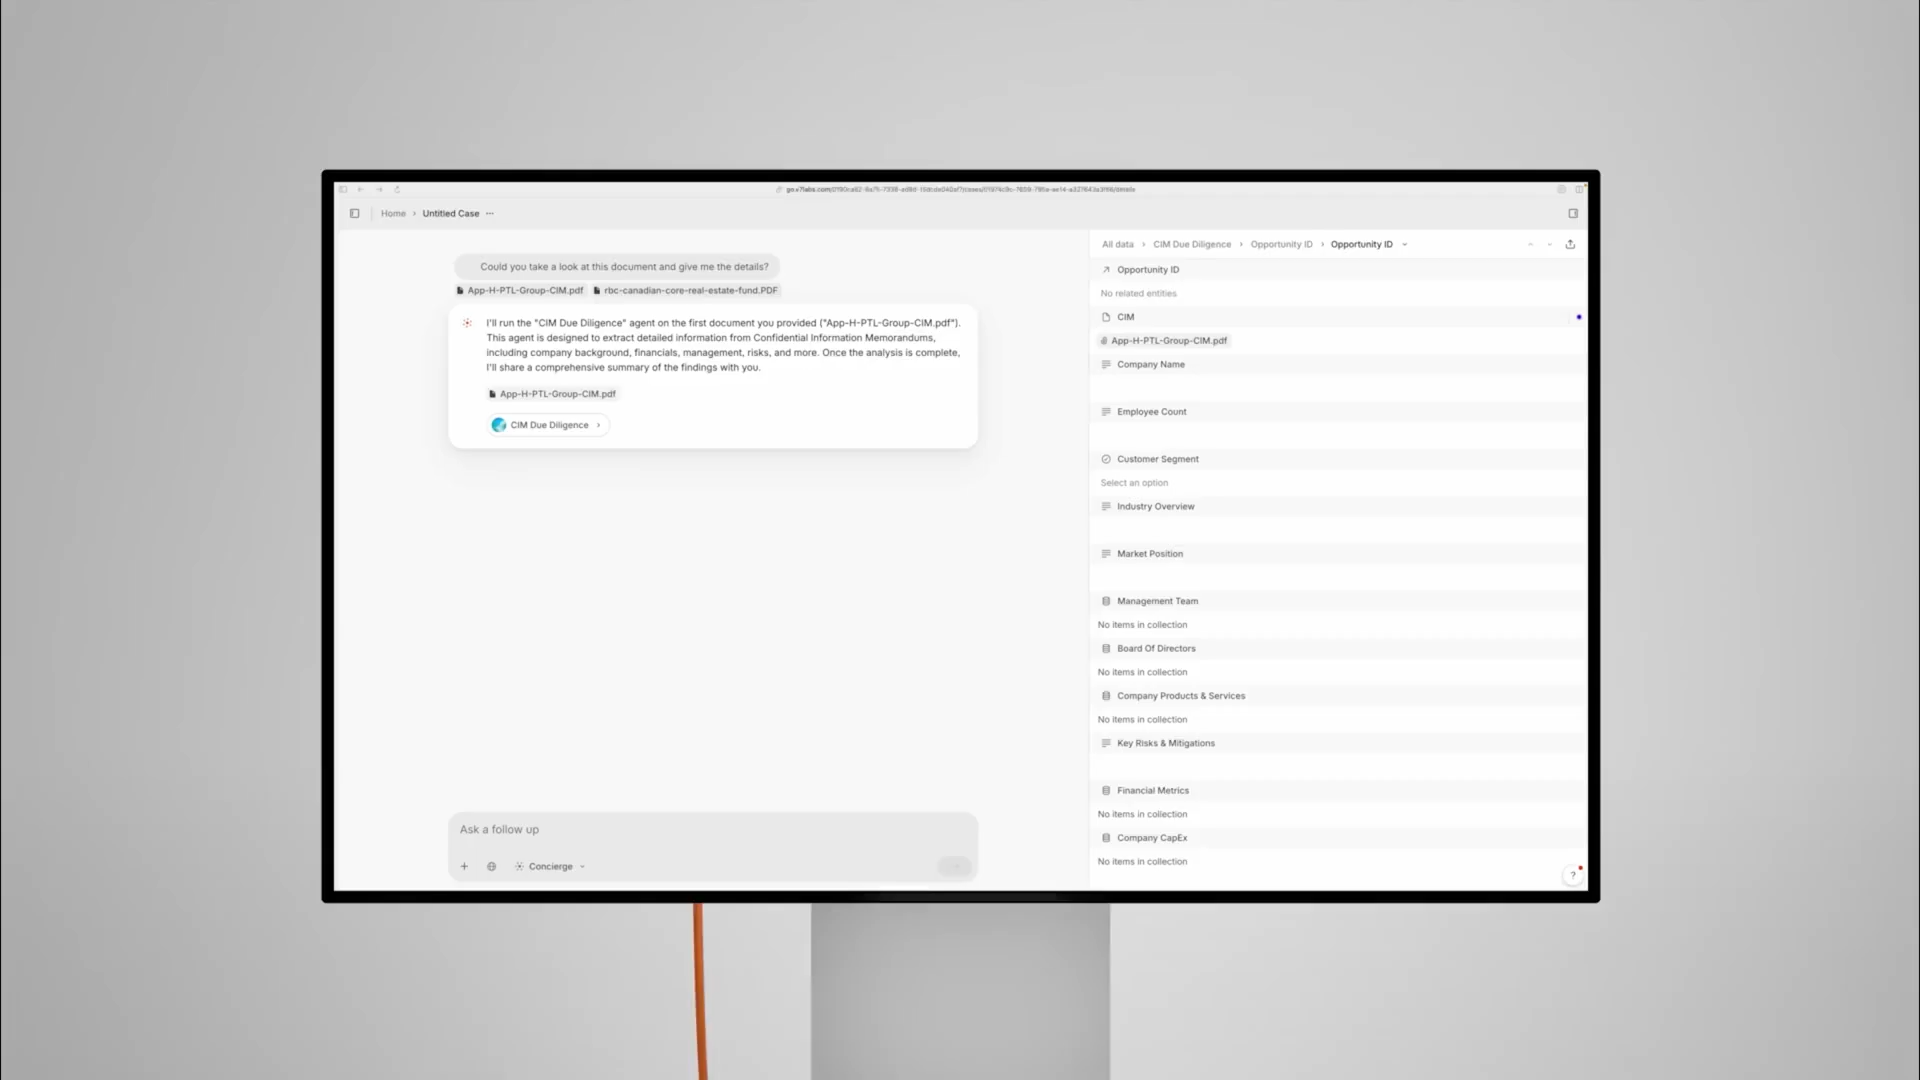 Home > Untitled Case ...
Could you take a look at this document and give me the details?
App-H-PTL-Group-CIM.pdf rbc-canadian-core-real-estate-fund.PDF
I'll run the "CIM Due Diligence" agent on the first document you provided ("App-H-PTL-Group-CIM.pdf").
This agent is designed to extract detailed information from Confidential Information Memorandums,
including company background, financials, management, risks, and more. Once the analysis is complete,
I'll share a comprehensive summary of the findings with you.
App-H-PTL-Group-CIM.pdf
CIM Due Diligence >
Ask a follow up
Concierge
All data > CIM Due Diligence > Opportunity ID > Opportunity ID
Opportunity ID
No related entities
CIM
App-H-PTL-Group-CIM.pdf
Company Name
Employee Count
Customer Segment
Select an option
Industry Overview
Market Position
Management Team
No items in collection
Board Of Directors
No items in collection
Company Products & Services
No items in collection
Key Risks & Mitigations
Financial Metrics
No items in collection
Company CapEx
No items in collection
?